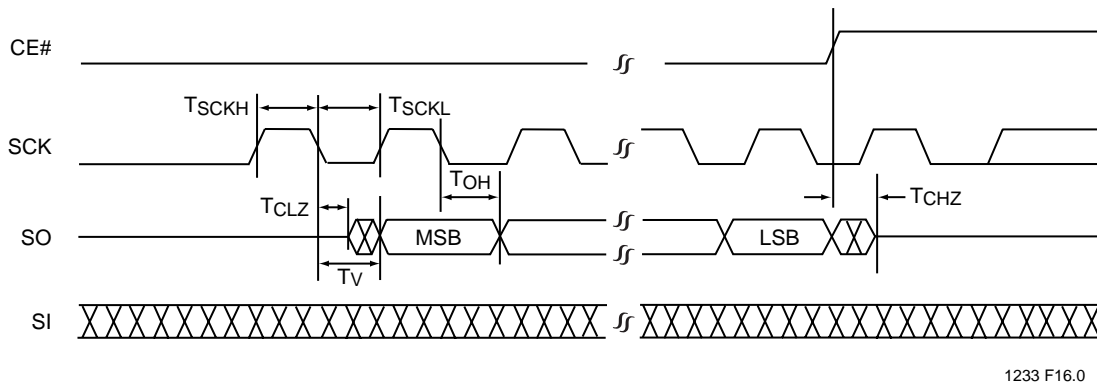 CE#
TSCKH
TSCKL
SCK
TOH
TCLZ
TCHZ
SO
MSB
LSB
TV
SI
1233 F16.0